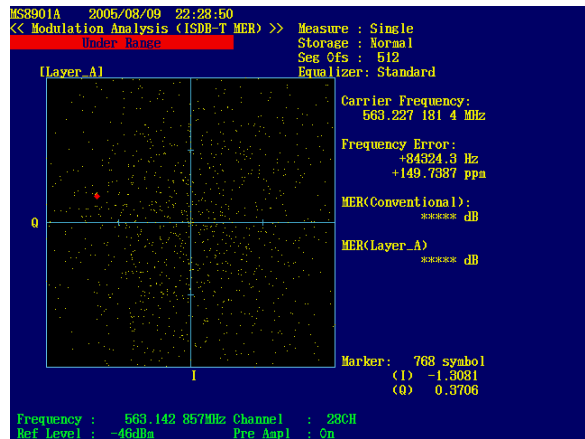 MS8901A 2005/08/09 22:28:50
<< Modulation Analysis (ISDB-T MER) >>
Under Range
Measure : Single
Storage : Normal
Seg Ofs : 512
Equalizer: Standard
[Layer_A]
Carrier Frequency:
563.227 181 4 MHz
Frequency Error:
+84324.3 Hz
+149.7387 ppm
MER(Conventional):
***** dB
MER(Layer_A)
***** dB
Q
I
Marker: 768 symbol
(I) -1.3081
(Q) 0.3706
Frequency : 563.142 857MHz Channel : 28CH
Ref Level : -46dBm Pre Ampl : On